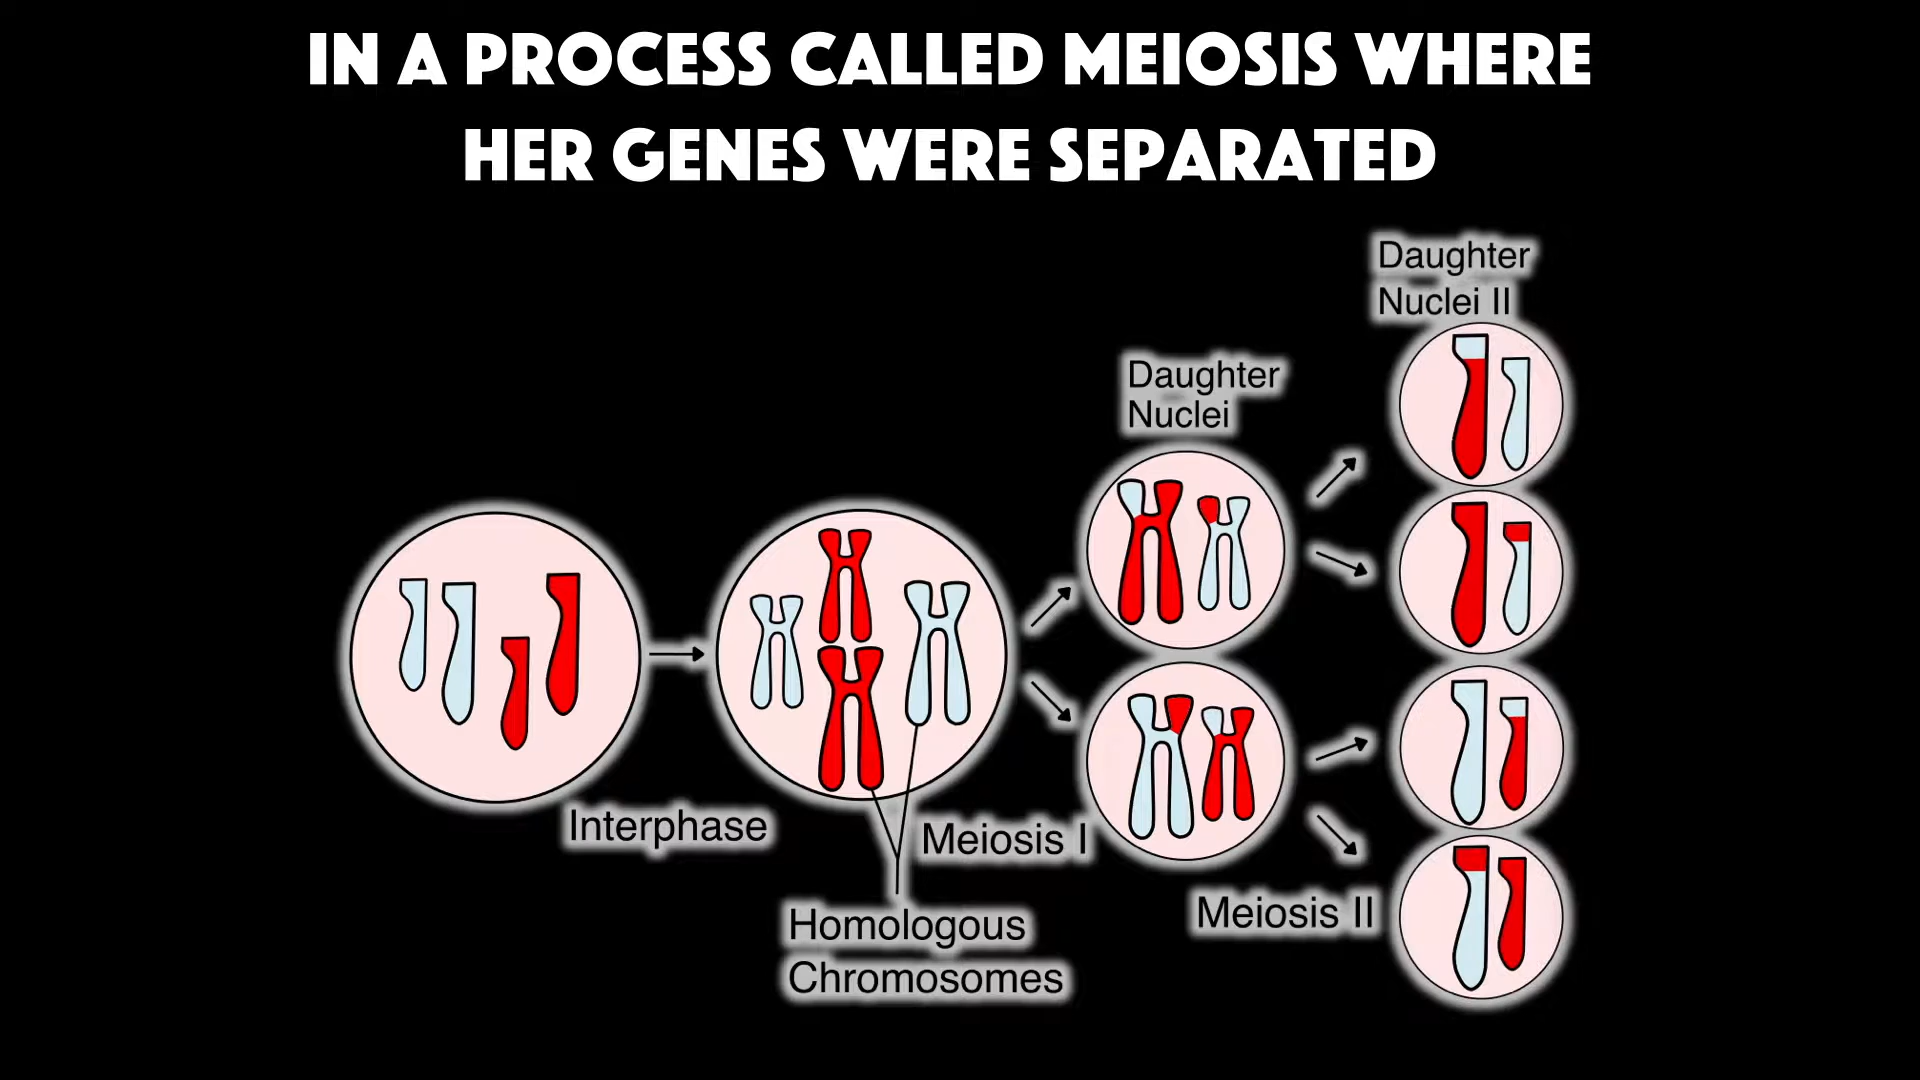 IN A PROCESS CALLED MEIOSIS WHERE
HER GENES WERE SEPARATED
Daughter
Nuclei II
Daughter
Nuclei
Interphase
Meiosis I
Homologous
Chromosomes
Meiosis II